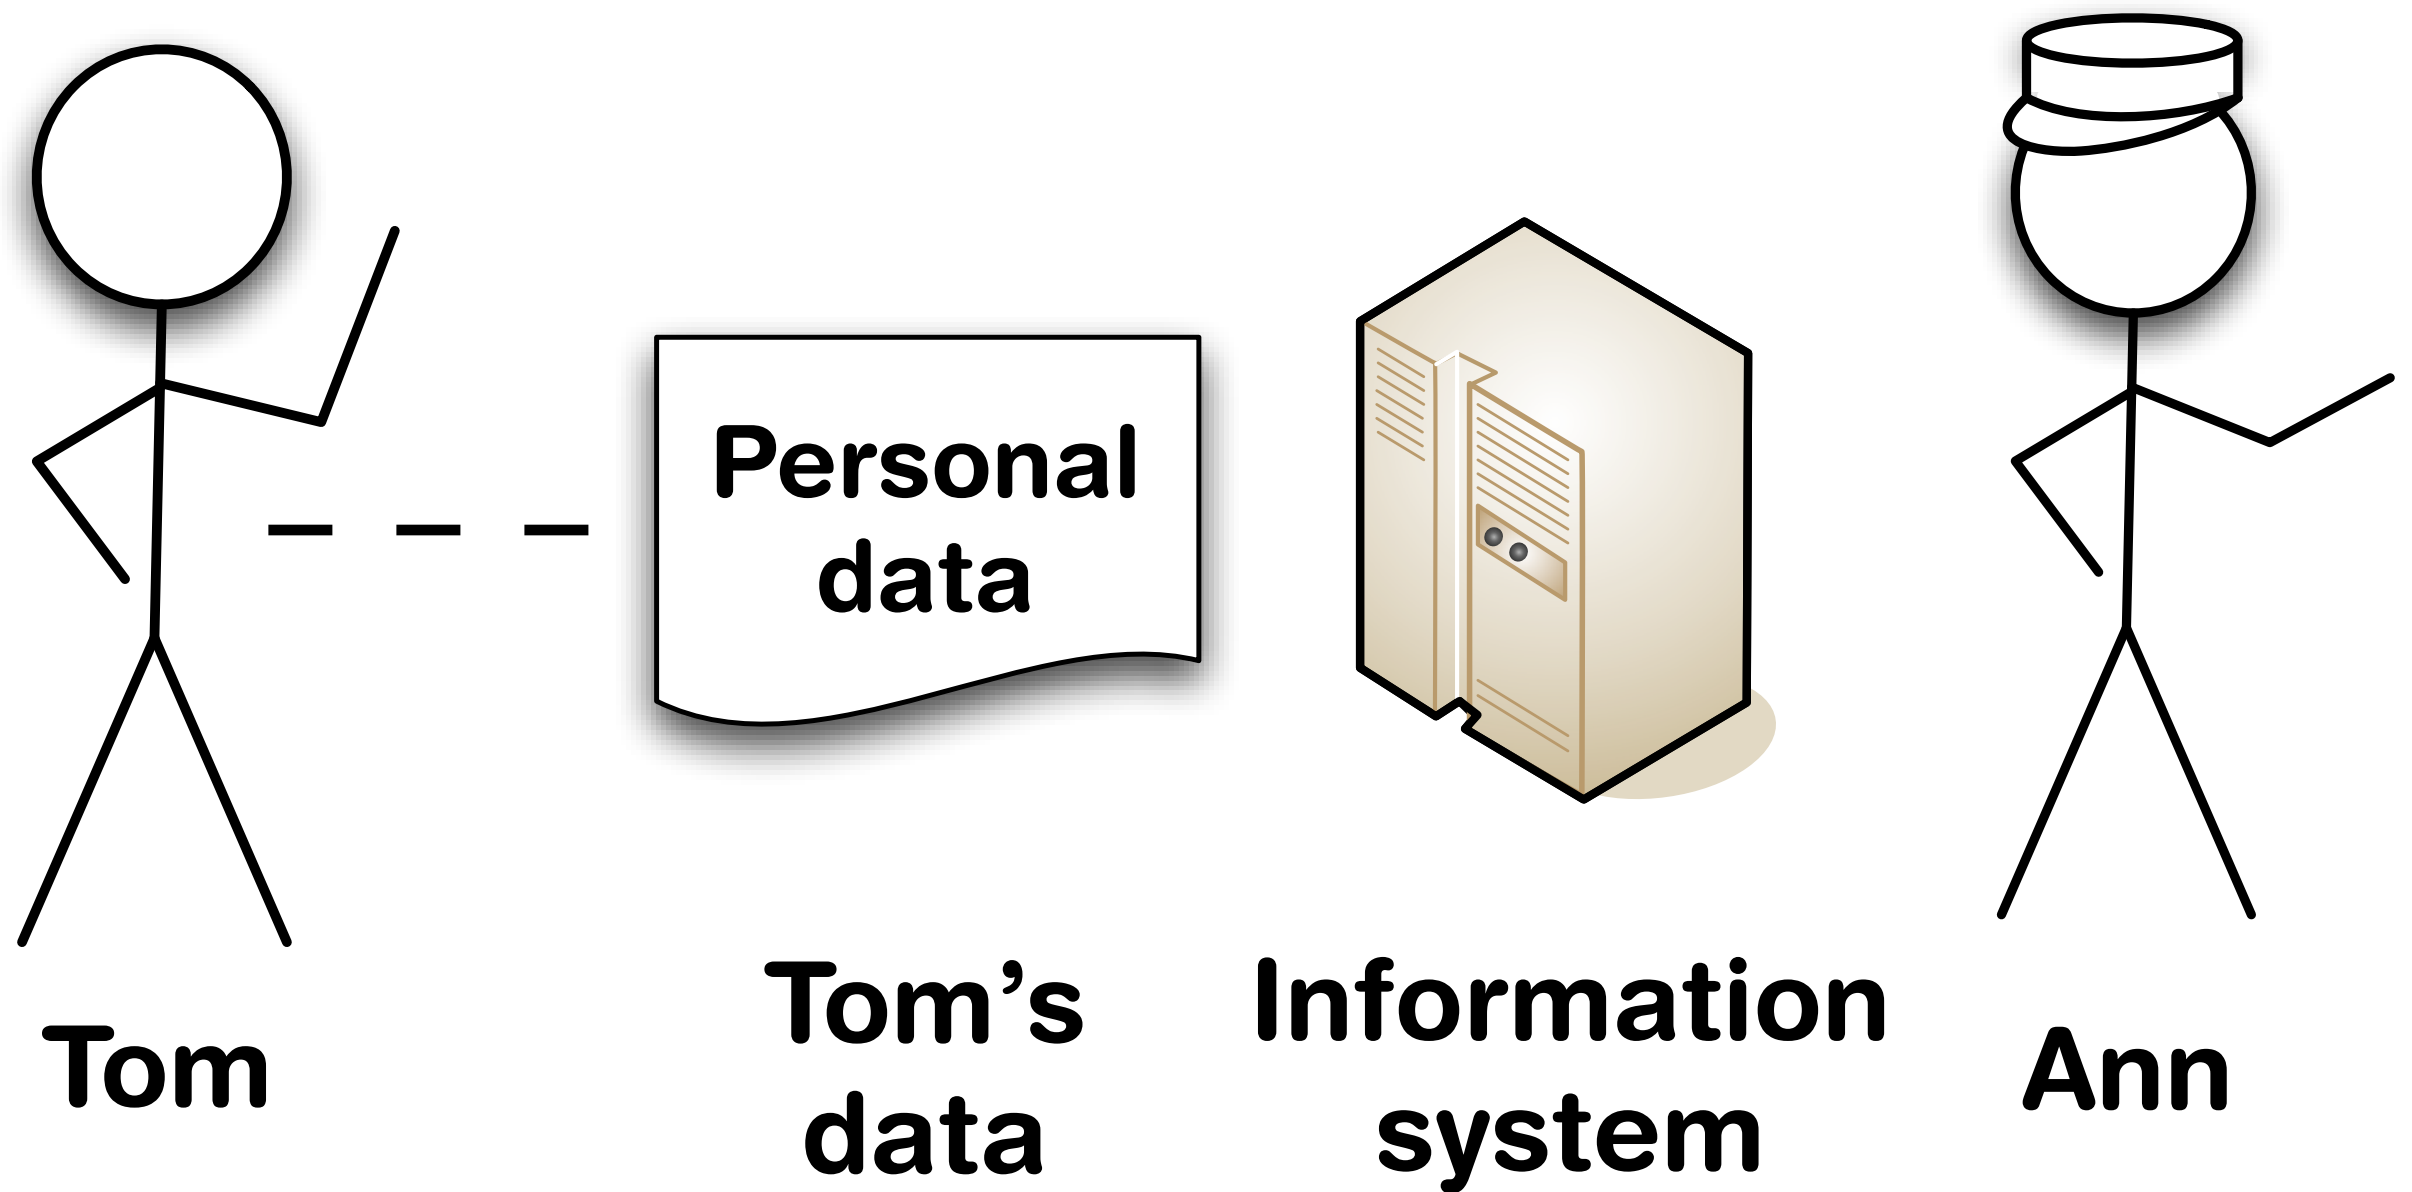 Personal
data
Tom
Tom’s
data
Information
system
Ann